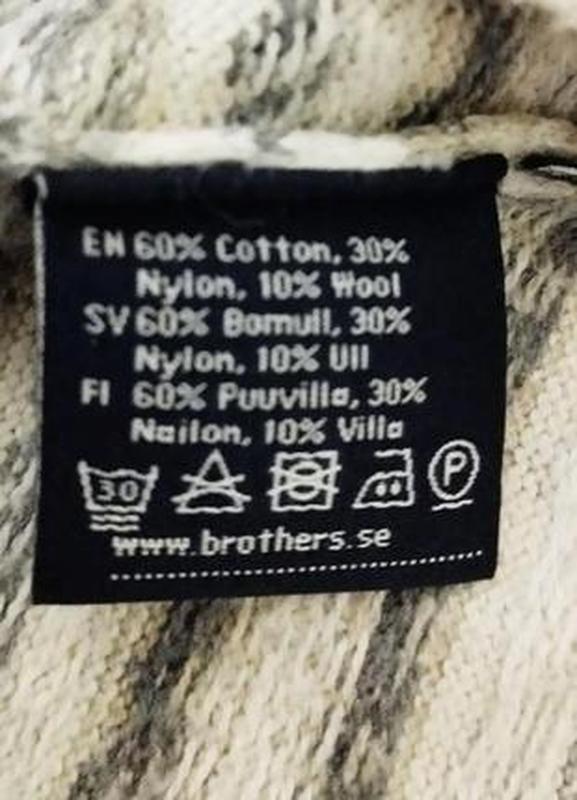 EN 60% Cotton, 30%
Nylon, 10% Wool
SV 60% Bomull, 30%
Nylon, 10% Ull
FI 60% Puuvilla, 30%
Nailon, 10% Villa
30 P
www.brothers.se